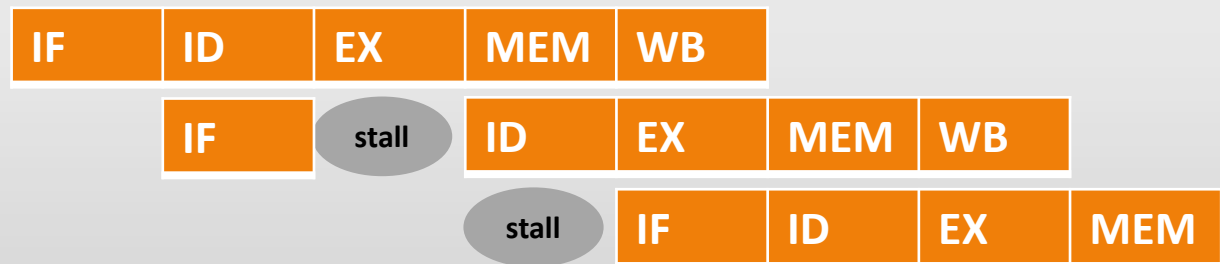 IF ID EX MEM WB
IF stall ID EX MEM WB
stall IF ID EX MEM